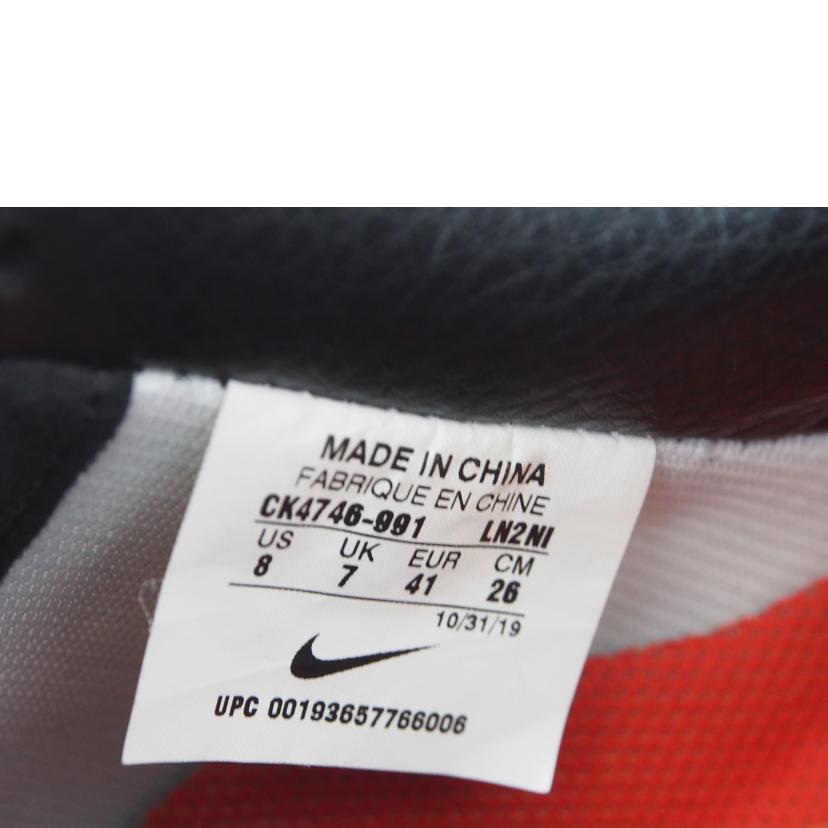 MADE IN CHINA
FABRIQUE EN CHINE
CK4746-991 LN2NI
US UK EUR CM
8 7 41 26
10/31/19
UPC 00193657766006